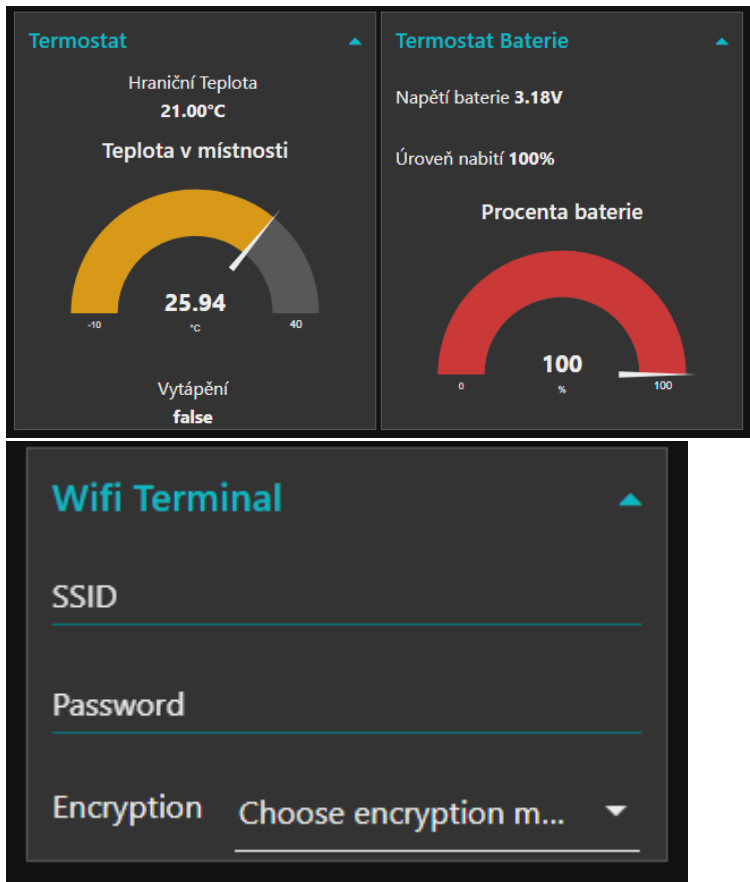 Termostat
Hraniční Teplota
21.00°C
Teplota v místnosti
25.94
°C
-10
40
Vytápění
false
Termostat Baterie
Napětí baterie 3.18V
Úroveň nabití 100%
Procenta baterie
100
%
0
100
Wifi Terminal
SSID
Password
Encryption Choose encryption m...